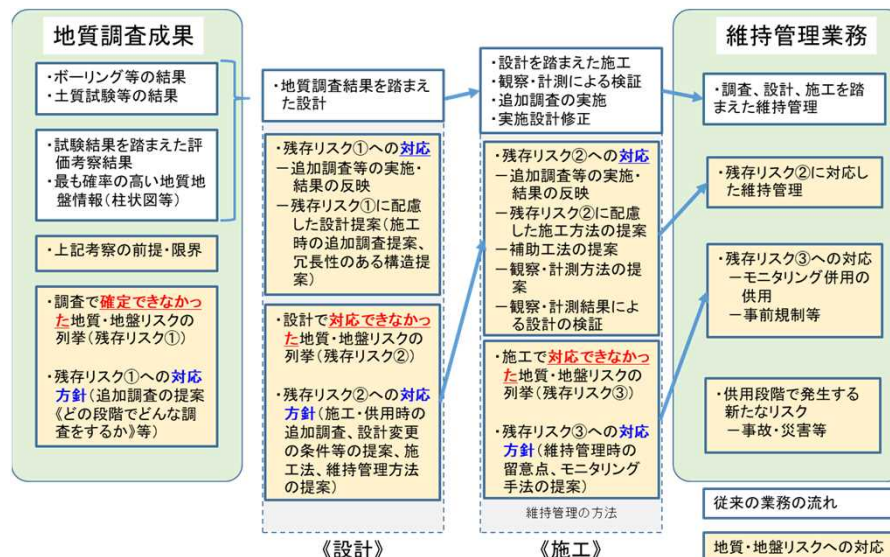 地質調査成果
・ボーリング等の結果
・土質試験等の結果
・試験結果を踏まえた評
価考察結果
・最も確率の高い地質地
盤情報(柱状図等)
・上記考察の前提・限界
・調査で確定できなかっ
た地質・地盤リスクの
列挙(残存リスク①)
・残存リスク①への対応
方針(追加調査の提案
《どの段階でどんな調
査をするか》等)
・地質調査結果を踏まえ
た設計
・残存リスク①への対応
－追加調査等の実施・
結果の反映
－残存リスク①に配慮
した設計提案(施工
時の追加調査提案、
冗長性のある構造提
案)
・設計で対応できなかっ
た地質・地盤リスクの
列挙(残存リスク②)
・残存リスク②への対応
方針(施工・供用時の
追加調査、設計変更
の条件等の提案、施
工法、維持管理方法
の提案)
《設計》
・設計を踏まえた施工
・観察・計測による検証
・追加調査の実施
・実施設計修正
・残存リスク②への対応
－追加調査等の実施・
結果の反映
－残存リスク②に配慮
した施工方法の提案
－補助工法の提案
－観察・計測方法の提
案
－観察・計測結果によ
る設計の検証
・施工で対応できなかっ
た地質・地盤リスクの
列挙(残存リスク③)
・残存リスク③への対応
方針(維持管理時の
留意点、モニタリング
手法の提案)
維持管理の方法
《施工》
維持管理業務
・調査、設計、施工を踏
まえた維持管理
・残存リスク②に対応
した維持管理
・残存リスク③への対応
－モニタリング併用の
供用
－事前規制等
・供用段階で発生する
新たなリスク
－事故・災害等
従来の業務の流れ
地質・地盤リスクへの対応